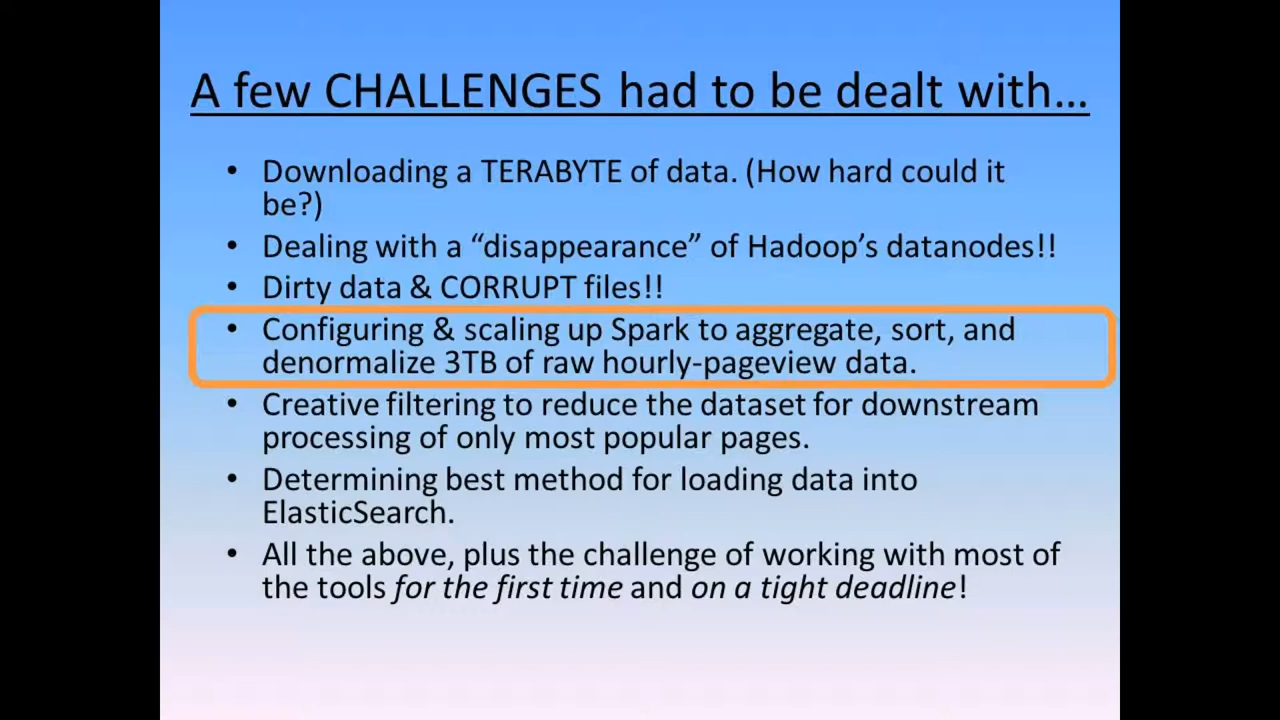 A few CHALLENGES had to be dealt with...
• Downloading a TERABYTE of data. (How hard could it
be?)
• Dealing with a “disappearance” of Hadoop’s datanodes!!
• Dirty data & CORRUPT files!!
• Configuring & scaling up Spark to aggregate, sort, and
denormalize 3TB of raw hourly-pageview data.
• Creative filtering to reduce the dataset for downstream
processing of only most popular pages.
• Determining best method for loading data into
ElasticSearch.
• All the above, plus the challenge of working with most of
the tools for the first time and on a tight deadline!